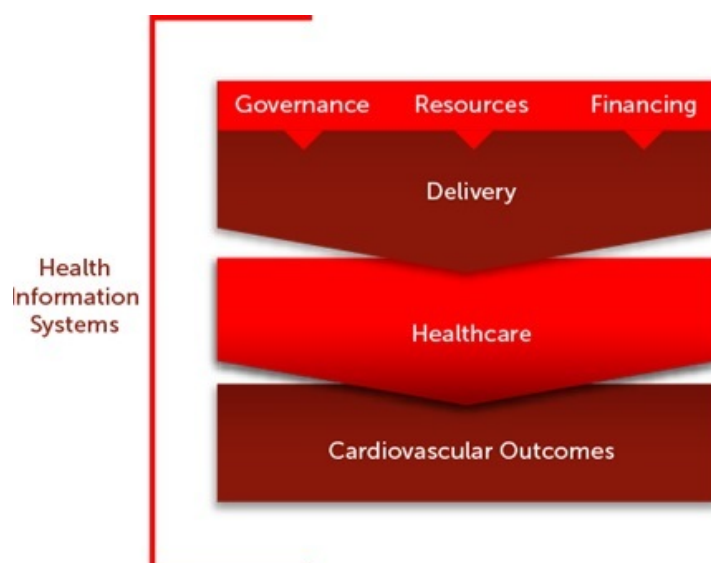 Governance Resources Financing
Delivery
Health
Information
Systems
Healthcare
Cardiovascular Outcomes